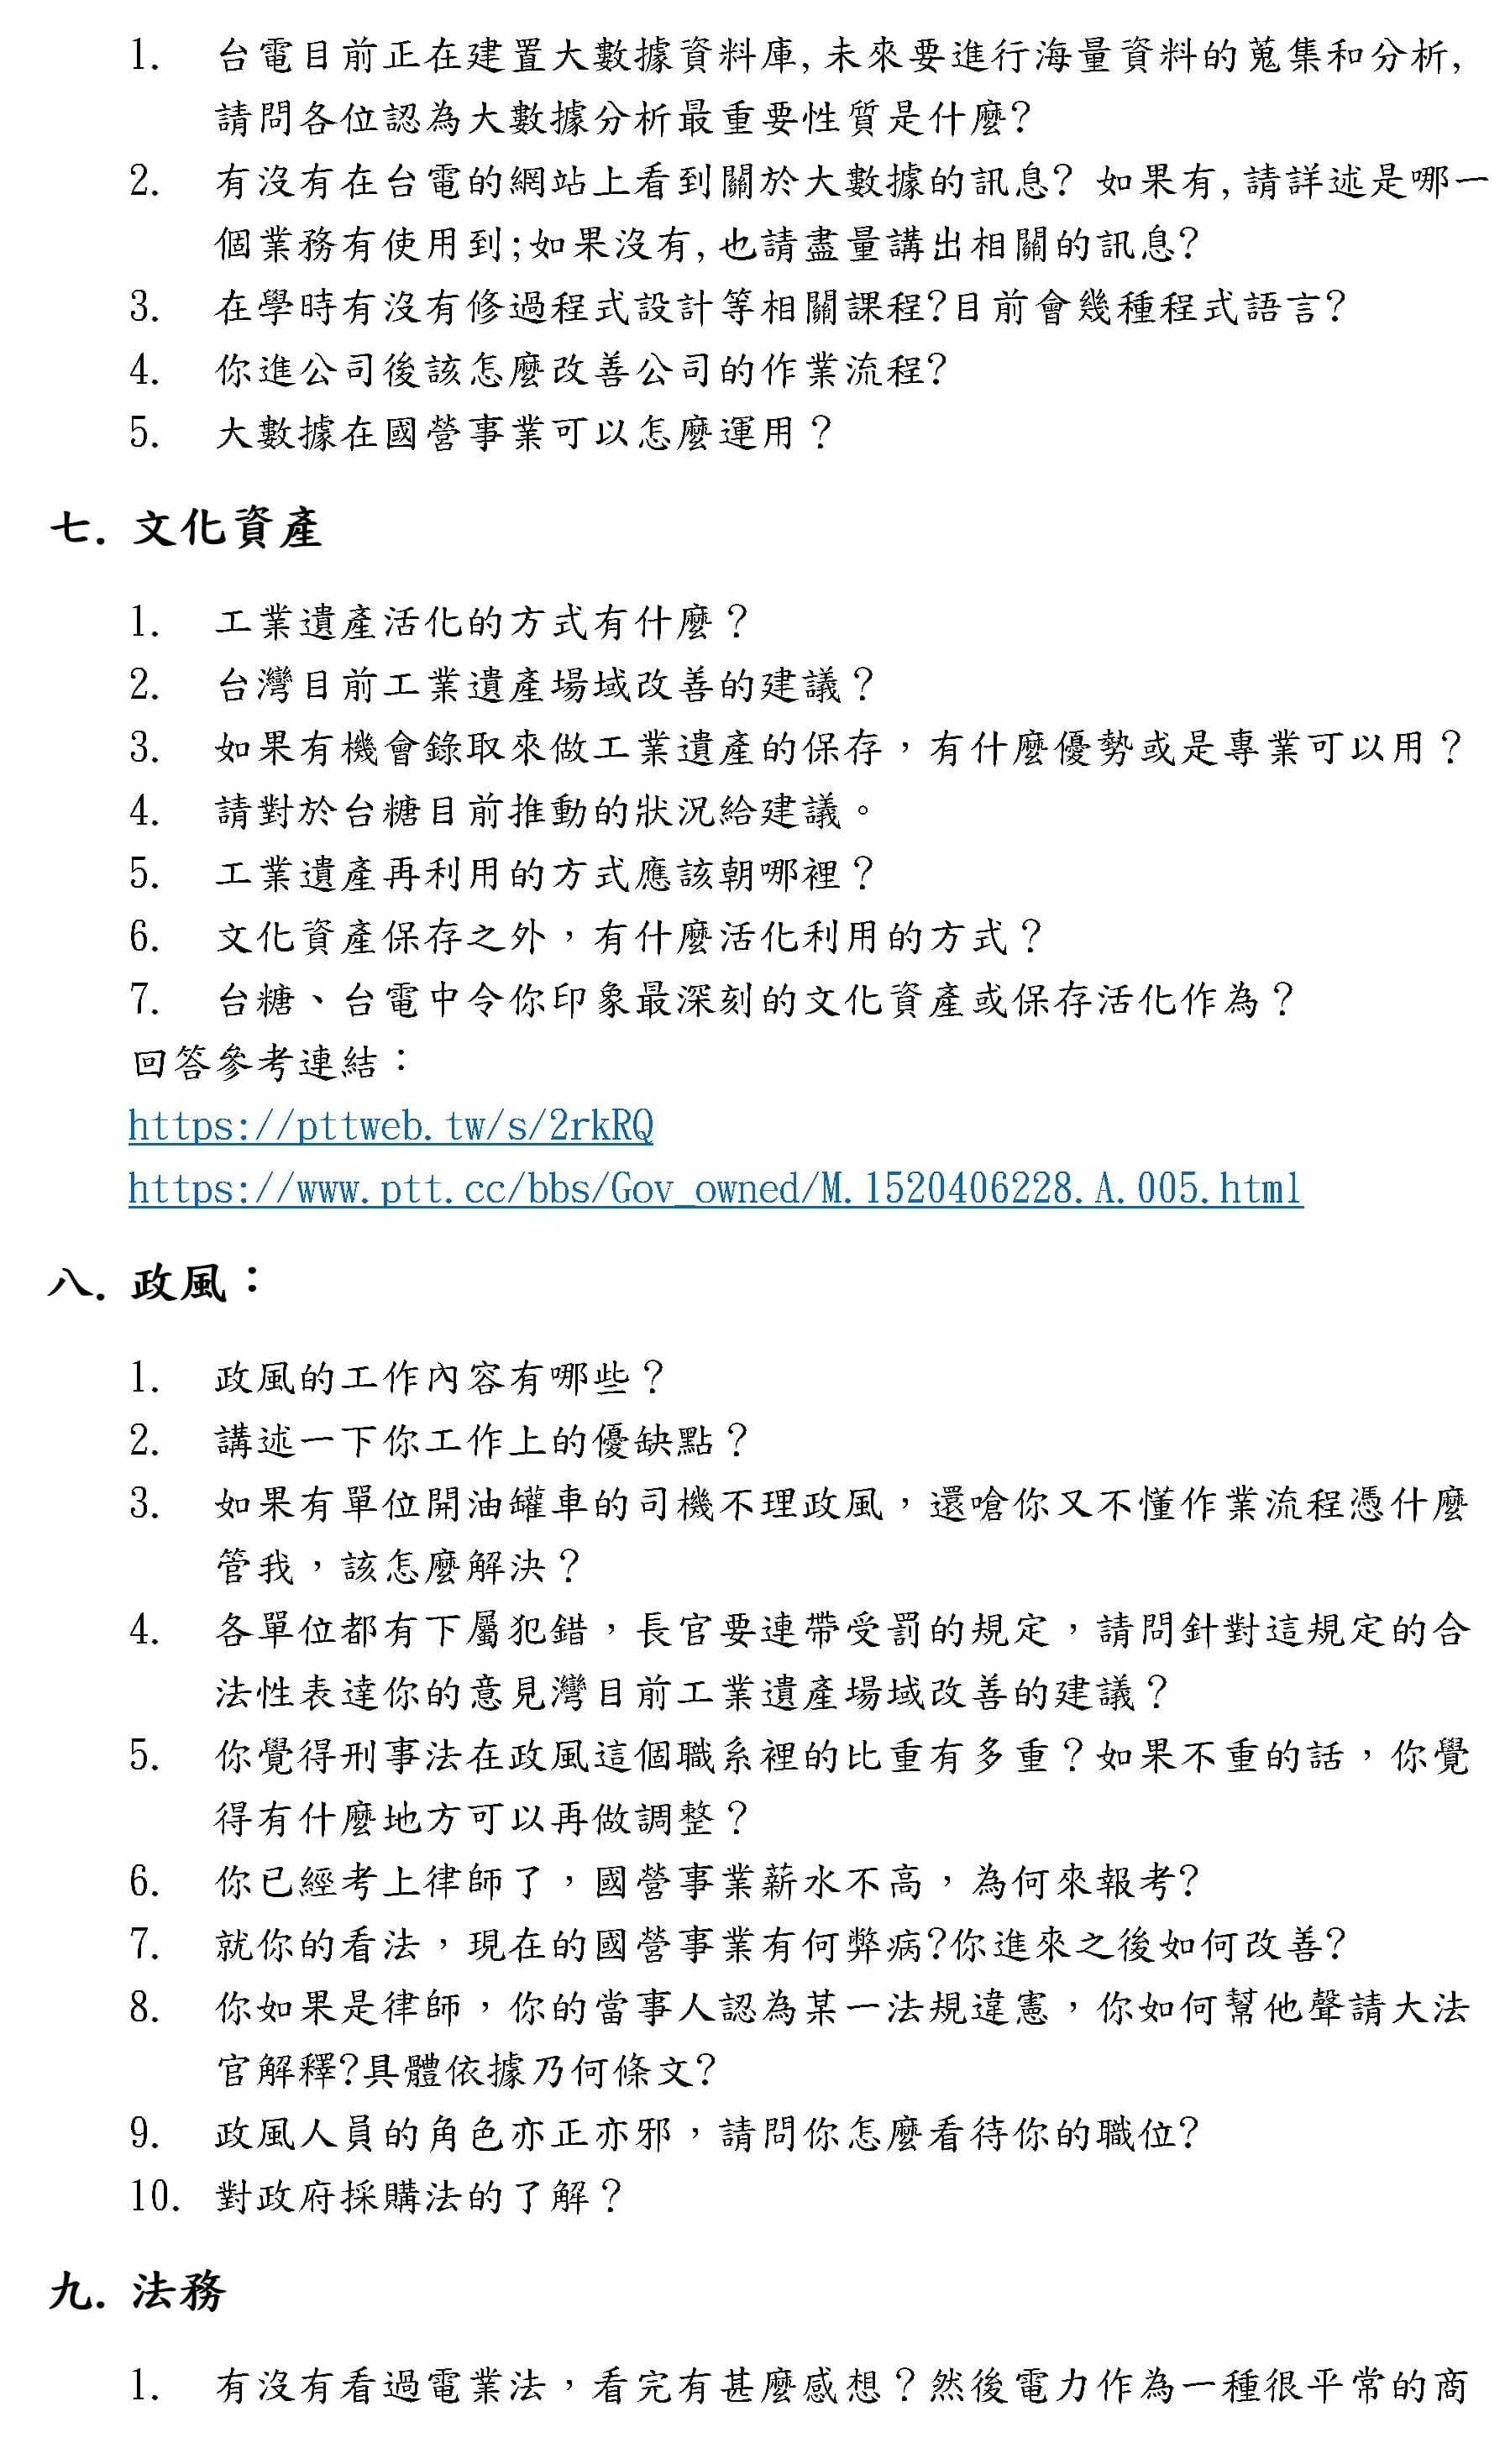 1. 台電目前正在建置大數據資料庫,未來要進行海量資料的蒐集和分析,
請問各位認為大數據分析最重要性質是什麼?
2. 有沒有在台電的網站上看到關於大數據的訊息? 如果有,請詳述是哪一
個業務有使用到;如果沒有,也請盡量講出相關的訊息?
3. 在學時有沒有修過程式設計等相關課程?目前會幾種程式語言?
4. 你進公司後該怎麼改善公司的作業流程?
5. 大數據在國營事業可以怎麼運用？
七. 文化資產
1. 工業遺產活化的方式有什麼？
2. 台灣目前工業遺產場域改善的建議？
3. 如果有機會錄取來做工業遺產的保存，有什麼優勢或是專業可以用？
4. 請對於台糖目前推動的狀況給建議。
5. 工業遺產再利用的方式應該朝哪裡？
6. 文化資產保存之外，有什麼活化利用的方式？
7. 台糖、台電中令你印象最深刻的文化資產或保存活化作為？
回答參考連結：
https://pttweb.tw/s/2rkRQ
https://www.ptt.cc/bbs/Gov_owned/M.1520406228.A.005.html
八. 政風：
1. 政風的工作內容有哪些？
2. 講述一下你工作上的優缺點？
3. 如果有單位開油罐車的司機不理政風，還嗆你又不懂作業流程憑什麼
管我，該怎麼解決？
4. 各單位都有下屬犯錯，長官要連帶受罰的規定，請問針對這規定的合
法性表達你的意見灣目前工業遺產場域改善的建議？
5. 你覺得刑事法在政風這個職系裡的比重有多重？如果不重的話，你覺
得有什麼地方可以再做調整？
6. 你已經考上律師了，國營事業薪水不高，為何來報考?
7. 就你的看法，現在的國營事業有何弊病?你進來之後如何改善?
8. 你如果是律師，你的當事人認為某一法規違憲，你如何幫他聲請大法
官解釋?具體依據乃何條文?
9. 政風人員的角色亦正亦邪，請問你怎麼看待你的職位?
10. 對政府採購法的了解？
九. 法務
1. 有沒有看過電業法，看完有甚麼感想？然後電力作為一種很平常的商